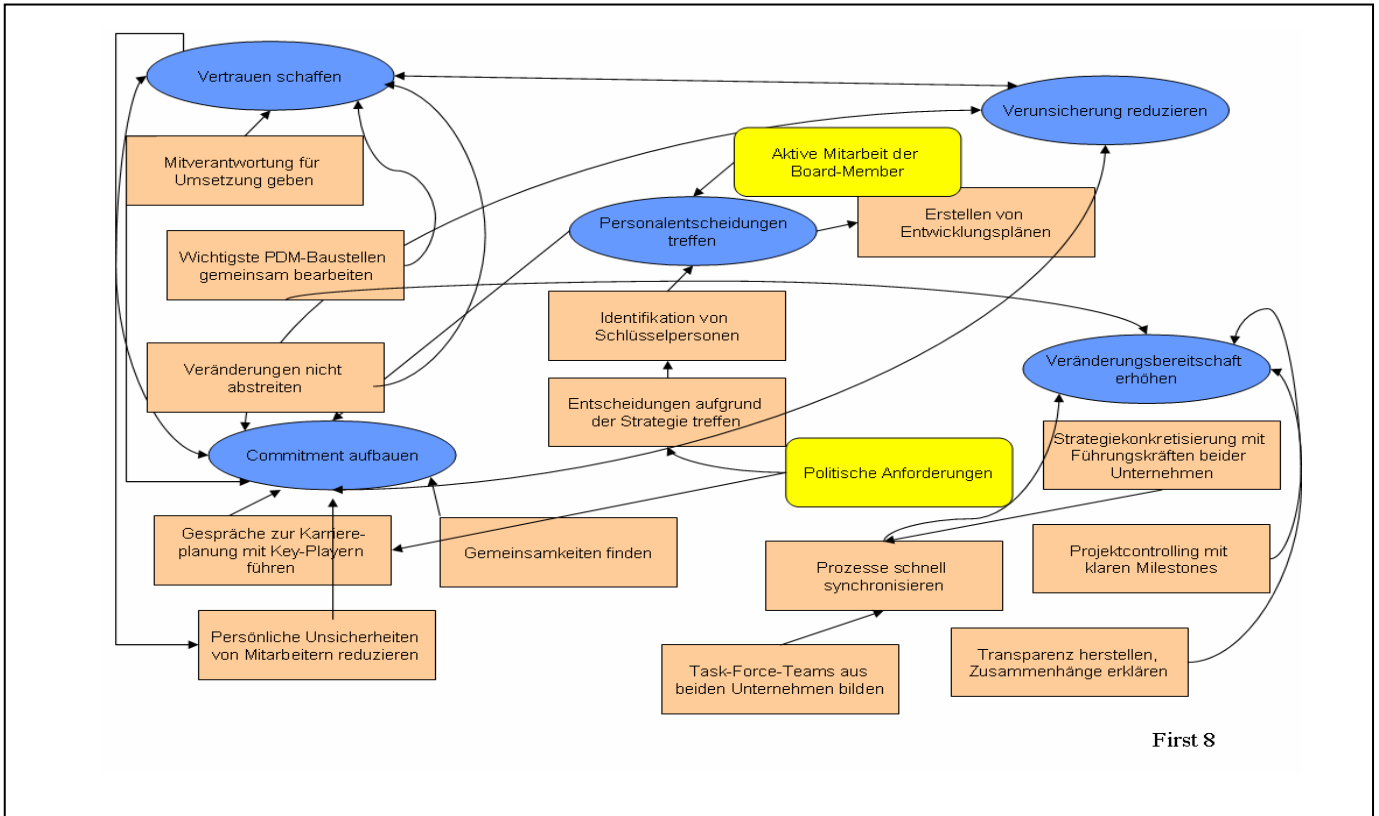 Vertrauen schaffen
Verunsicherung reduzieren
Mitverantwortung für
Umsetzung geben
Aktive Mitarbeit der
Board-Member
Personalentscheidungen
treffen
Erstellen von
Entwicklungsplänen
Wichtigste PDM-Baustellen
gemeinsam bearbeiten
Identifikation von
Schlüsselpersonen
Veränderungen nicht
abstreiten
Veränderungsbereitschaft
erhöhen
Entscheidungen aufgrund
der Strategie treffen
Commitment aufbauen
Politische Anforderungen
Strategiekonkretisierung mit
Führungskräften beider
Unternehmen
Gespräche zur Karriere-
planung mit Key-Playern
führen
Gemeinsamkeiten finden
Prozesse schnell
synchronisieren
Projektcontrolling mit
klaren Milestones
Persönliche Unsicherheiten
von Mitarbeitern reduzieren
Task-Force-Teams aus
beiden Unternehmen bilden
Transparenz herstellen,
Zusammenhänge erklären
First 8